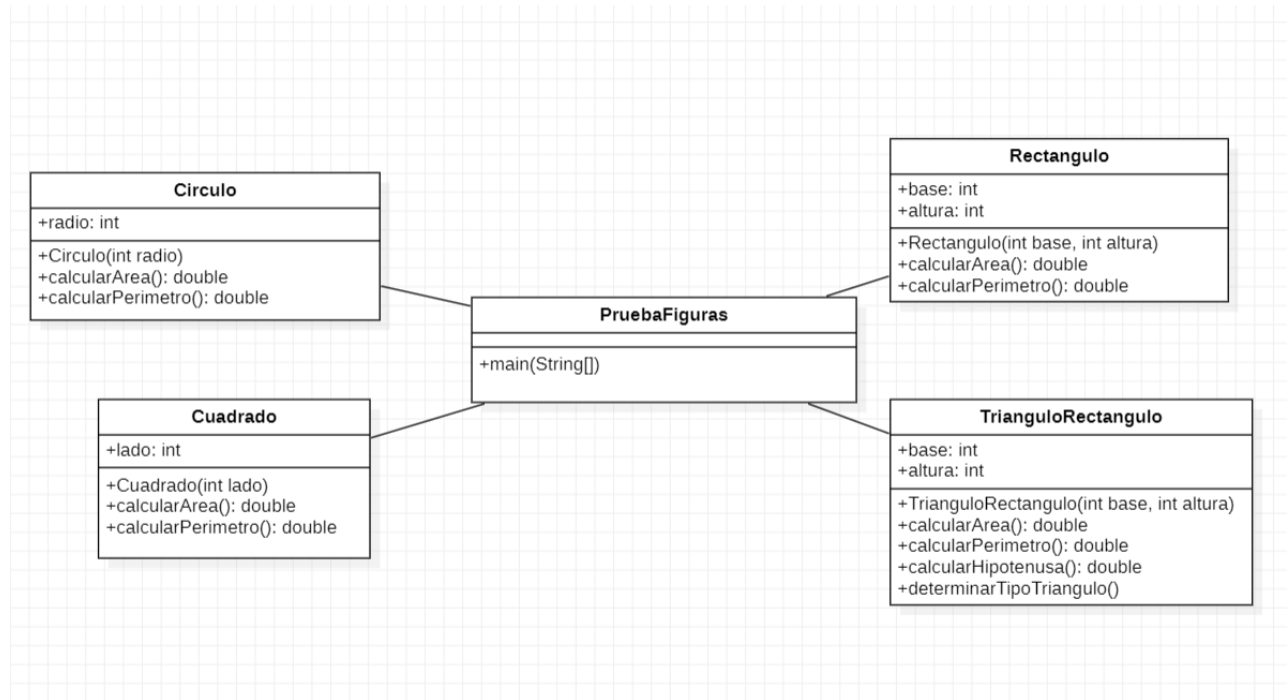 Circulo
+radio: int
+Circulo(int radio)
+calcularArea(): double
+calcularPerimetro(): double
Cuadrado
+lado: int
+Cuadrado(int lado)
+calcularArea(): double
+calcularPerimetro(): double
PruebaFiguras
+main(String[])
Rectangulo
+base: int
+altura: int
+Rectangulo(int base, int altura)
+calcularArea(): double
+calcularPerimetro(): double
TrianguloRectangulo
+base: int
+altura: int
+TrianguloRectangulo(int base, int altura)
+calcularArea(): double
+calcularPerimetro(): double
+calcularHipotenusa(): double
+determinarTipoTriangulo()